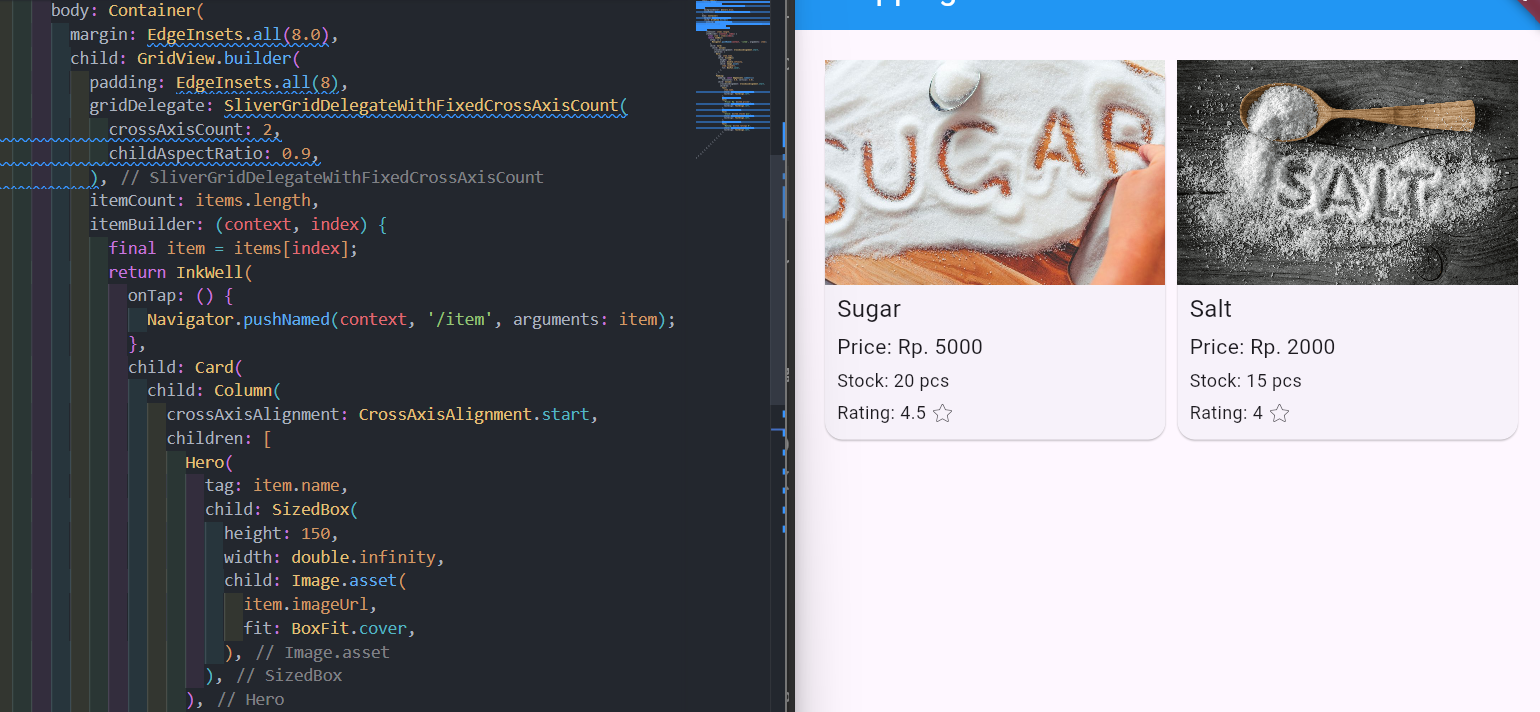 body: Container(
margin: EdgeInsets.all(8.0),
child: GridView.builder(
padding: EdgeInsets.all(8),
gridDelegate: SliverGridDelegateWithFixedCrossAxisCount(
crossAxisCount: 2,
childAspectRatio: 0.9,
), // SliverGridDelegateWithFixedCrossAxisCount
itemCount: items.length,
itemBuilder: (context, index) {
final item = items[index];
return InkWell(
onTap: () {
Navigator.pushNamed(context, '/item', arguments: item);
},
child: Card(
child: Column(
crossAxisAlignment: CrossAxisAlignment.start,
children: [
Hero(
tag: item.name,
child: SizedBox(
height: 150,
width: double.infinity,
child: Image.asset(
item.imageUrl,
fit: BoxFit.cover,
), // Image.asset
), // SizedBox
), // Hero
SUGAR
Sugar
Price: Rp. 5000
Stock: 20 pcs
Rating: 4.5
SALT
Salt
Price: Rp. 2000
Stock: 15 pcs
Rating: 4